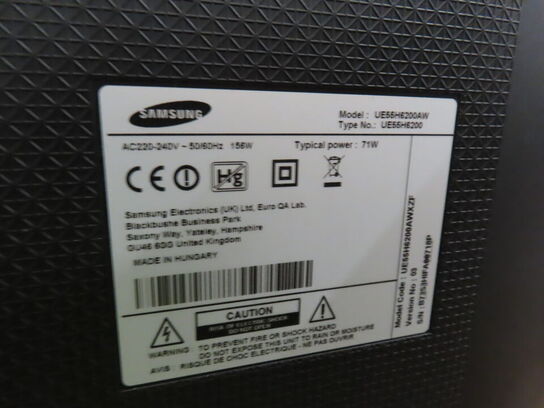 SAMSUNG
Model : UE55H6200AW
Type No.: UE55H6200
AC220-240V ~ 50/60Hz 156W
Typical power : 71W
CE Hg
Samsung Electronics (UK) Ltd, Euro QA Lab.
Blackbushe Business Park
Saxony Way, Yateley, Hampshire
GU46 6GG United Kingdom
MADE IN HUNGARY
CAUTION
RISK OF ELECTRIC SHOCK
DO NOT OPEN
WARNING : TO PREVENT FIRE OR SHOCK HAZARD
DO NOT EXPOSE THIS UNIT TO RAIN OR MOISTURE
AVIS : RISQUE DE CHOC ELECTRIQUE - NE PAS OUVRIR
Model Code : UE55H6200AWXZF
Version No : 03
S/N :